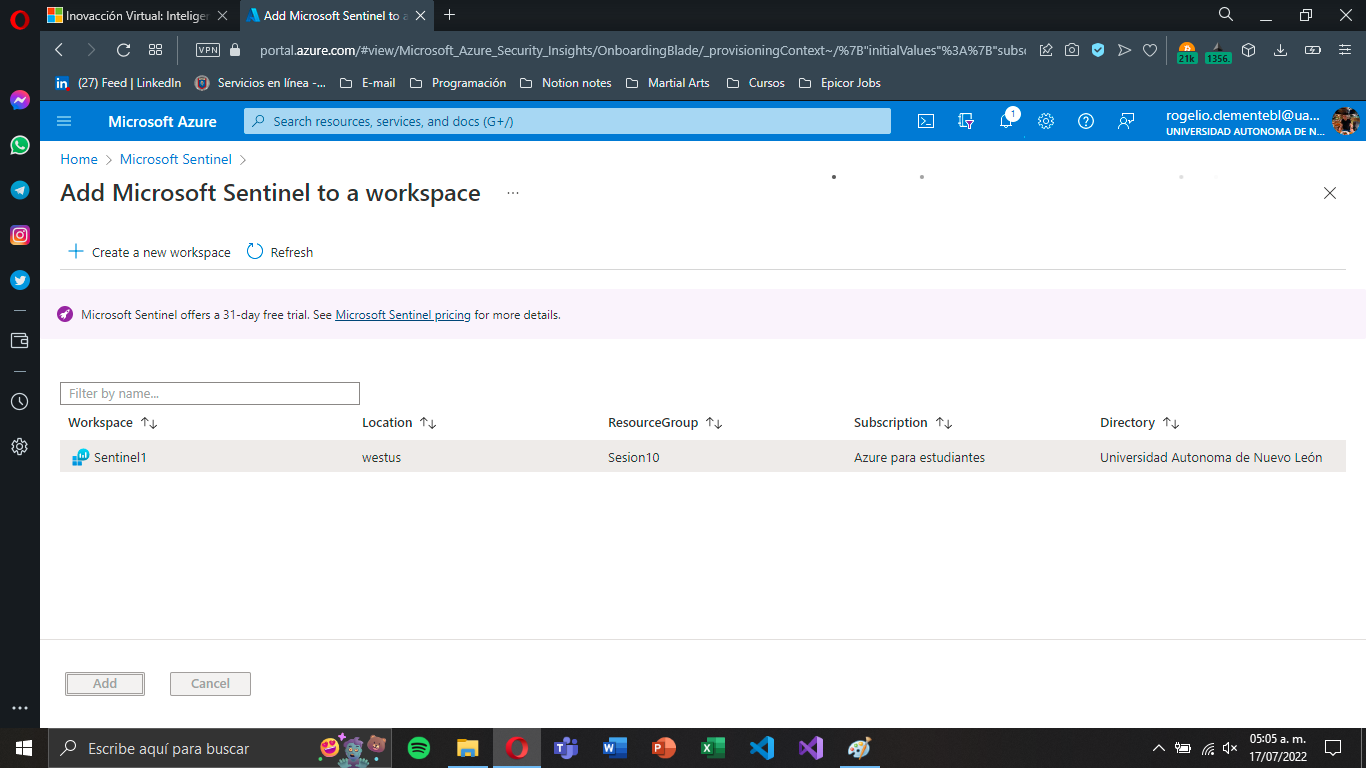 Inovacción Virtual: Inteliger
Add Microsoft Sentinel to a
VPN
portal.azure.com/#view/Microsoft_Azure_Security_Insights/OnboardingBlade/_provisioningContext~/%7B"initialValues"%3A%7B"subsc
21k
1356.
(27) Feed | LinkedIn
Servicios en línea -...
E-mail
Programación
Notion notes
Martial Arts
Cursos
Epicor Jobs
Microsoft Azure
Search resources, services, and docs (G+/)
1
rogelio.clementebl@ua...
UNIVERSIDAD AUTONOMA DE N...
Home
Microsoft Sentinel
Add Microsoft Sentinel to a workspace
...
Create a new workspace
Refresh
Microsoft Sentinel offers a 31-day free trial. See Microsoft Sentinel pricing for more details.
Filter by name...
Workspace Location ResourceGroup Subscription Directory
Sentinel1 westus Sesion10 Azure para estudiantes Universidad Autonoma de Nuevo León
Add
Cancel
Escribe aquí para buscar
05:05 a. m.
17/07/2022